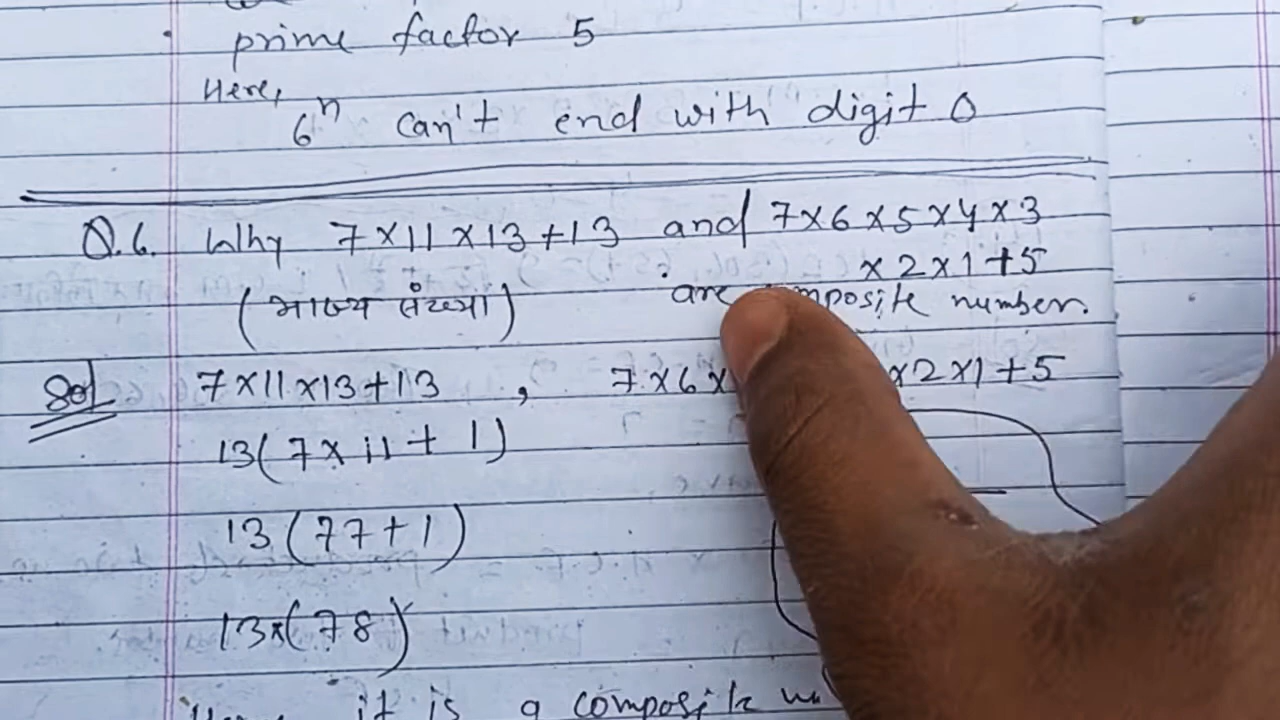 prime factor 5
Here,
6ⁿ can't end with digit 0
Q.6. Why 7×11×13+13 and 7×6×5×4×3
×2×1+5
(भाज्य संख्या) are composite number.
Sol 7×11×13+13 , 7×6× ×2×1+5
13(7×11+1)
13(77+1)
13×(78)
it is a composite